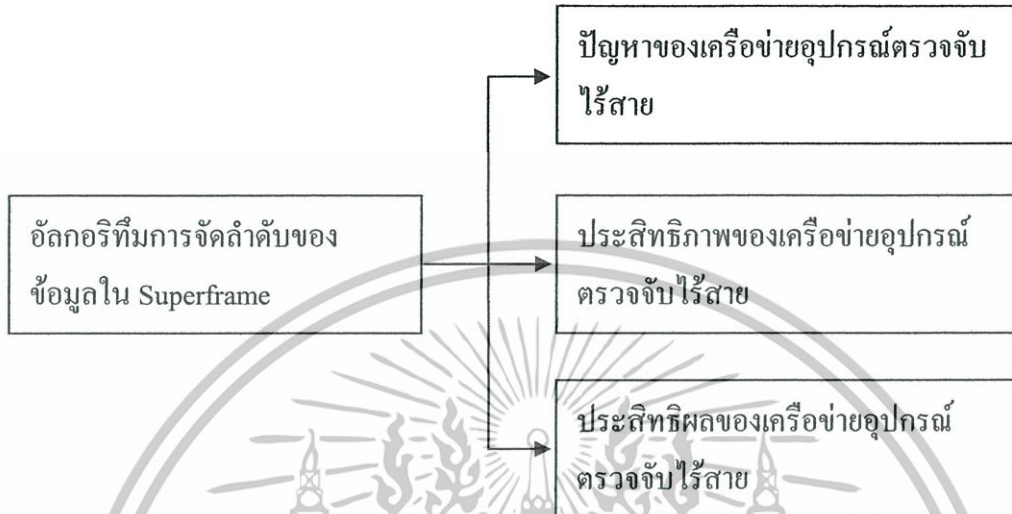 ปัญหาของเครือข่ายอุปกรณ์ตรวจจับ
ไร้สาย
อัลกอริทึมการจัดลำดับของ
ข้อมูลใน Superframe
ประสิทธิภาพของเครือข่ายอุปกรณ์
ตรวจจับไร้สาย
ประสิทธิผลของเครือข่ายอุปกรณ์
ตรวจจับไร้สาย